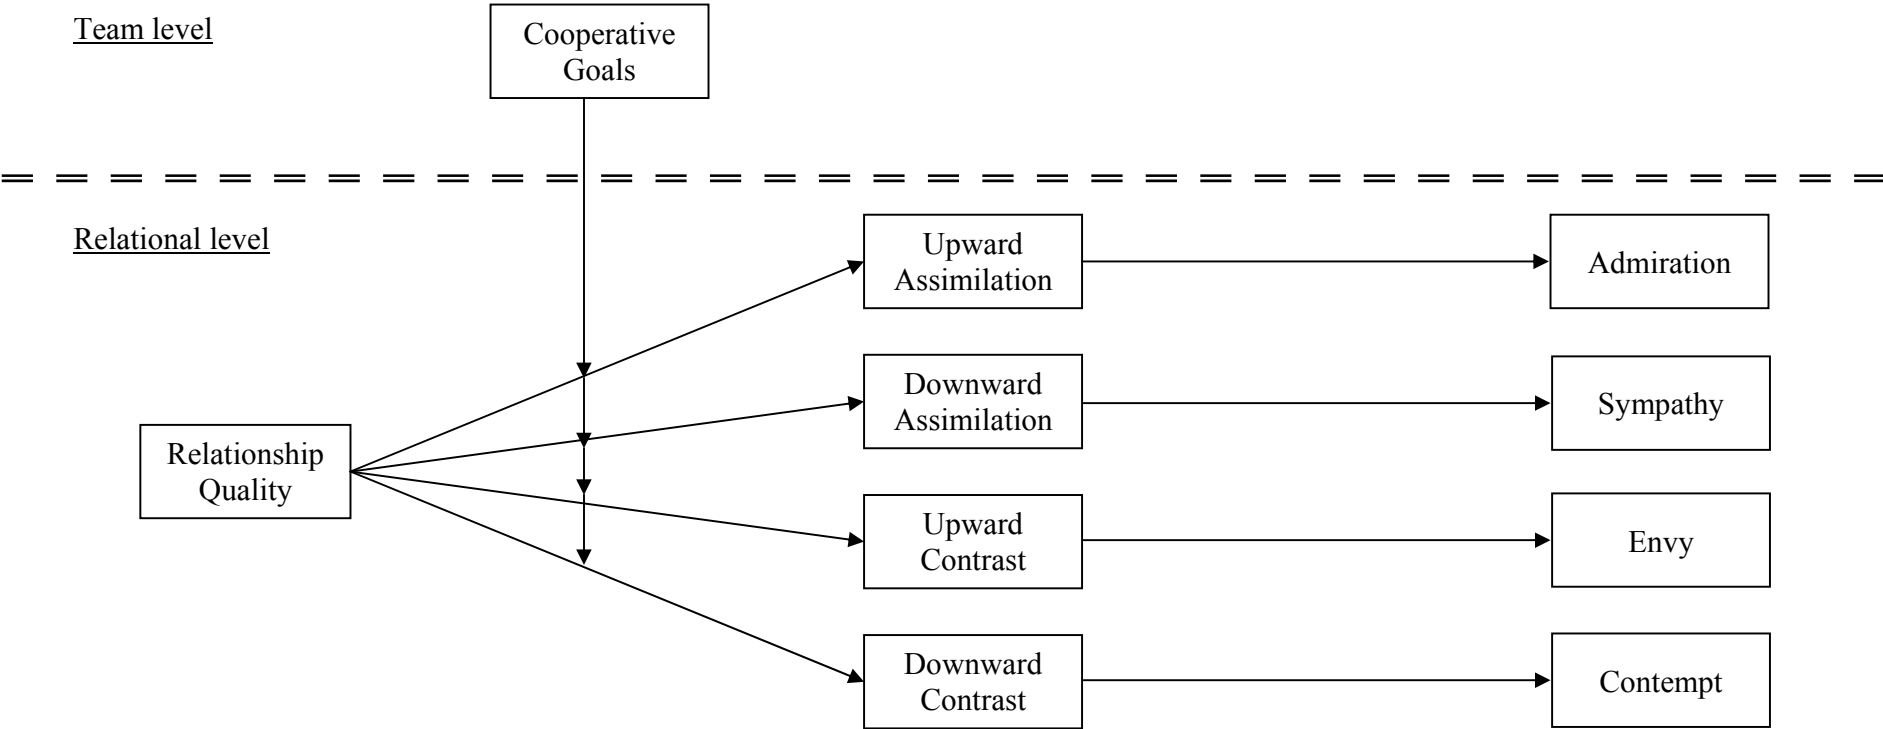 Team level
Cooperative
Goals
Relational level
Upward
Assimilation
Admiration
Downward
Assimilation
Sympathy
Relationship
Quality
Upward
Contrast
Envy
Downward
Contrast
Contempt